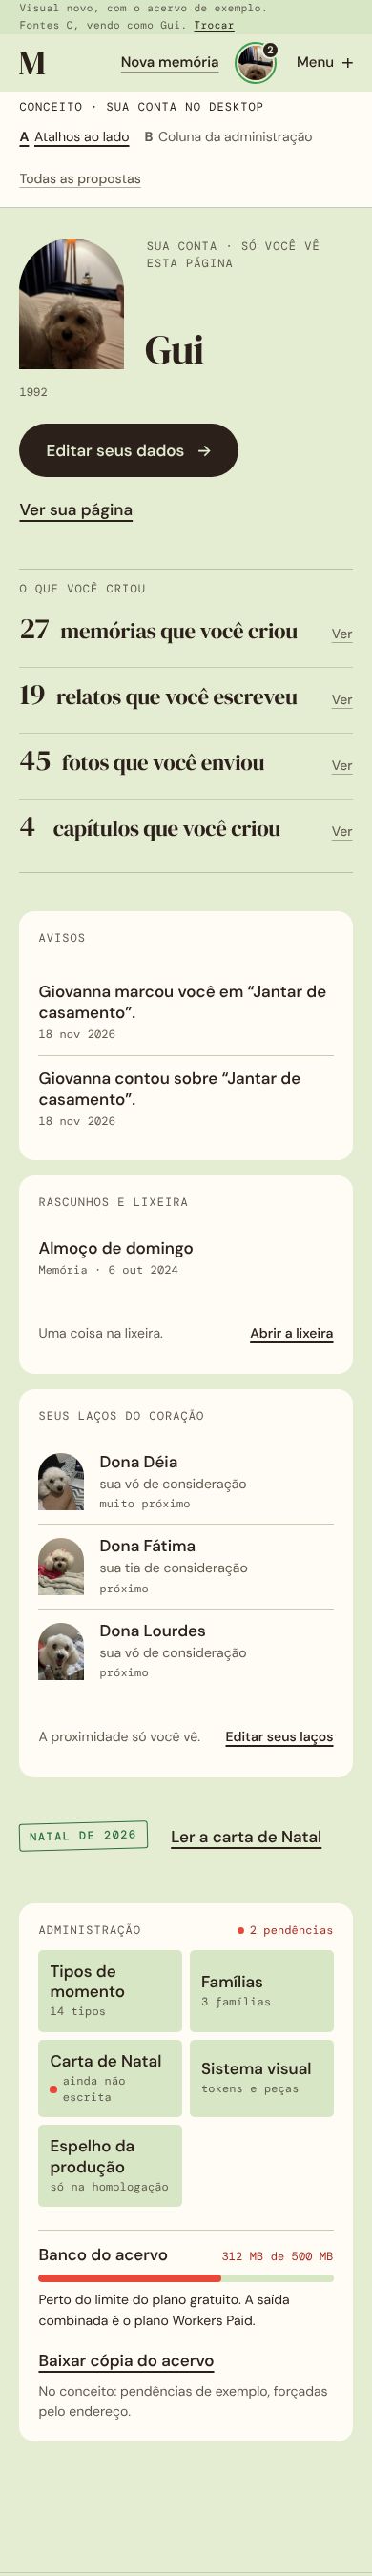 Visual novo, com o acervo de exemplo.
Fontes C, vendo como Gui. Trocar
M Nova memória 2 Menu +
CONCEITO · SUA CONTA NO DESKTOP
A Atalhos ao lado B Coluna da administração
Todas as propostas
SUA CONTA · SÓ VOCÊ VÊ
ESTA PÁGINA
Gui
1992
Editar seus dados →
Ver sua página
O QUE VOCÊ CRIOU
27 memórias que você criou Ver
19 relatos que você escreveu Ver
45 fotos que você enviou Ver
4 capítulos que você criou Ver
AVISOS
Giovanna marcou você em “Jantar de
casamento”.
18 nov 2026
Giovanna contou sobre “Jantar de
casamento”.
18 nov 2026
RASCUNHOS E LIXEIRA
Almoço de domingo
Memória · 6 out 2024
Uma coisa na lixeira. Abrir a lixeira
SEUS LAÇOS DO CORAÇÃO
Dona Déia
sua vó de consideração
muito próximo
Dona Fátima
sua tia de consideração
próximo
Dona Lourdes
sua vó de consideração
próximo
A proximidade só você vê. Editar seus laços
NATAL DE 2026 Ler a carta de Natal
ADMINISTRAÇÃO 2 pendências
Tipos de
momento
14 tipos
Famílias
3 famílias
Carta de Natal
ainda não
escrita
Sistema visual
tokens e peças
Espelho da
produção
só na homologação
Banco do acervo 312 MB de 500 MB
Perto do limite do plano gratuito. A saída
combinada é o plano Workers Paid.
Baixar cópia do acervo
No conceito: pendências de exemplo, forçadas
pelo endereço.